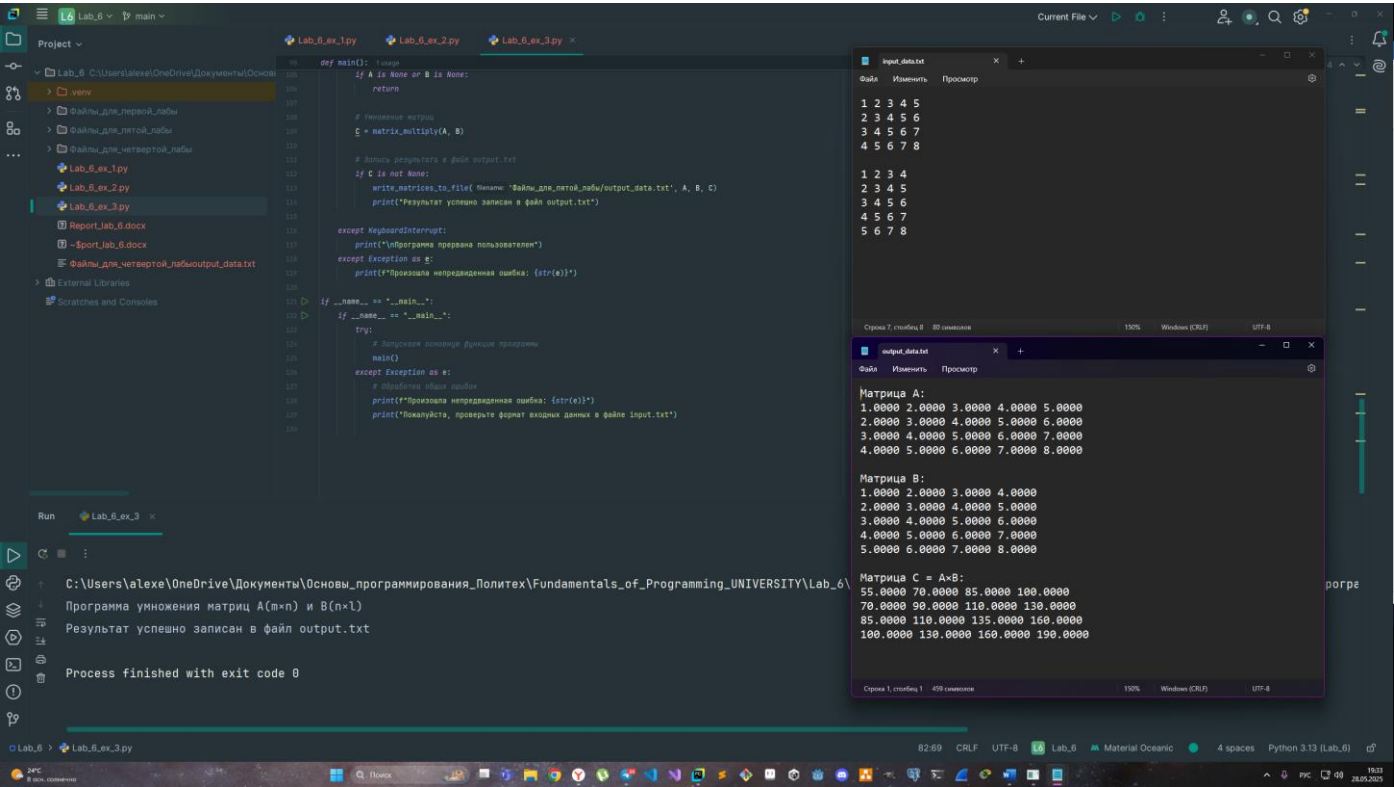 L6 Lab_6 main
Current File
Project
Lab_6 C:\Users\alexe\OneDrive\Документы\Основ
.venv
Файлы_для_первой_лабы
Файлы_для_пятой_лабы
Файлы_для_четвертой_лабы
Lab_6_ex_1.py
Lab_6_ex_2.py
Lab_6_ex_3.py
Report_lab_6.docx
~$port_lab_6.docx
Файлы_для_четвертой_лабыoutput_data.txt
External Libraries
Scratches and Consoles
Lab_6_ex_1.py Lab_6_ex_2.py Lab_6_ex_3.py
def main(): 1 usage
if A is None or B is None:
return
# Умножение матриц
C = matrix_multiply(A, B)
# Запись результата в файл output.txt
if C is not None:
write_matrices_to_file( filename: 'Файлы_для_пятой_лабы/output_data.txt', A, B, C)
print("Результат успешно записан в файл output.txt")
except KeyboardInterrupt:
print("\nПрограмма прервана пользователем")
except Exception as e:
print(f"Произошла непредвиденная ошибка: {str(e)}")
if __name__ == "__main__":
if __name__ == "__main__":
try:
# Запускаем основную функцию программы
main()
except Exception as e:
# Обработка общих ошибок
print(f"Произошла непредвиденная ошибка: {str(e)}")
print("Пожалуйста, проверьте формат входных данных в файле input.txt")
input_data.txt
Файл Изменить Просмотр
1 2 3 4 5
2 3 4 5 6
3 4 5 6 7
4 5 6 7 8
1 2 3 4
2 3 4 5
3 4 5 6
4 5 6 7
5 6 7 8
Строка 7, столбец 8 80 символов 150% Windows (CRLF) UTF-8
output_data.txt
Файл Изменить Просмотр
Матрица A:
1.0000 2.0000 3.0000 4.0000 5.0000
2.0000 3.0000 4.0000 5.0000 6.0000
3.0000 4.0000 5.0000 6.0000 7.0000
4.0000 5.0000 6.0000 7.0000 8.0000
Матрица B:
1.0000 2.0000 3.0000 4.0000
2.0000 3.0000 4.0000 5.0000
3.0000 4.0000 5.0000 6.0000
4.0000 5.0000 6.0000 7.0000
5.0000 6.0000 7.0000 8.0000
Матрица C = A×B:
55.0000 70.0000 85.0000 100.0000
70.0000 90.0000 110.0000 130.0000
85.0000 110.0000 135.0000 160.0000
100.0000 130.0000 160.0000 190.0000
Строка 1, столбец 1 459 символов 150% Windows (CRLF) UTF-8
Run Lab_6_ex_3
C:\Users\alexe\OneDrive\Документы\Основы_программирования_Политех\Fundamentals_of_Programming_UNIVERSITY\Lab_6\
Программа умножения матриц A(m×n) и B(n×l)
Результат успешно записан в файл output.txt
Process finished with exit code 0
Lab_6 > Lab_6_ex_3.py
82:69 CRLF UTF-8 L6 Lab_6 Material Oceanic 4 spaces Python 3.13 (Lab_6)
24°C
В осн. солнечно
Поиск
РУС
19:33
28.05.2025